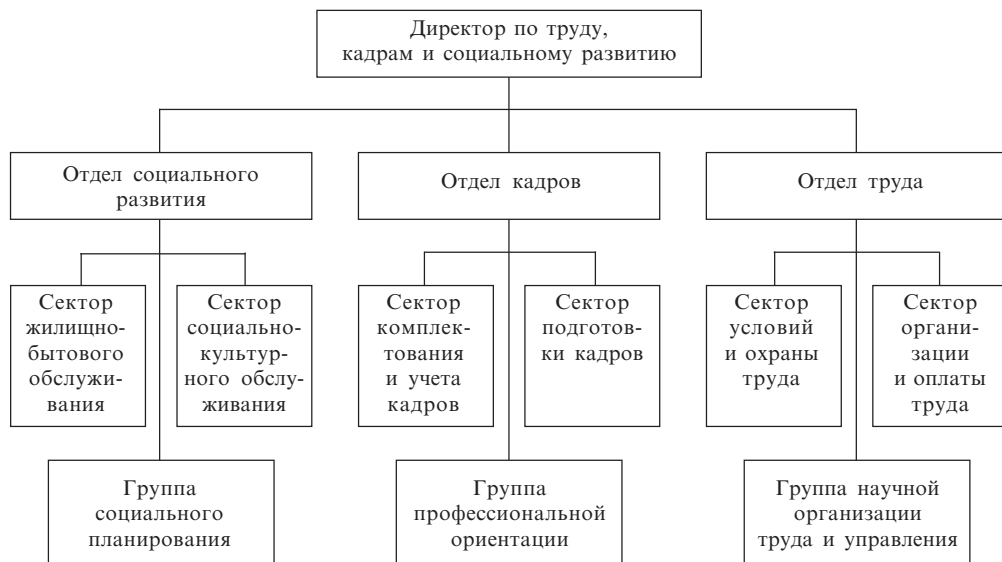 Директор по труду,
кадрам и социальному развитию
Отдел социального
развития
Отдел кадров
Отдел труда
Сектор
жилищно-
бытового
обслужи-
вания
Сектор
социально-
культур-
ного обслу-
живания
Сектор
комплек-
тования
и учета
кадров
Сектор
подготов-
ки кадров
Сектор
условий
и охраны
труда
Сектор
органи-
зации
и оплаты
труда
Группа
социального
планирования
Группа
профессиональной
ориентации
Группа научной
организации
труда и управления